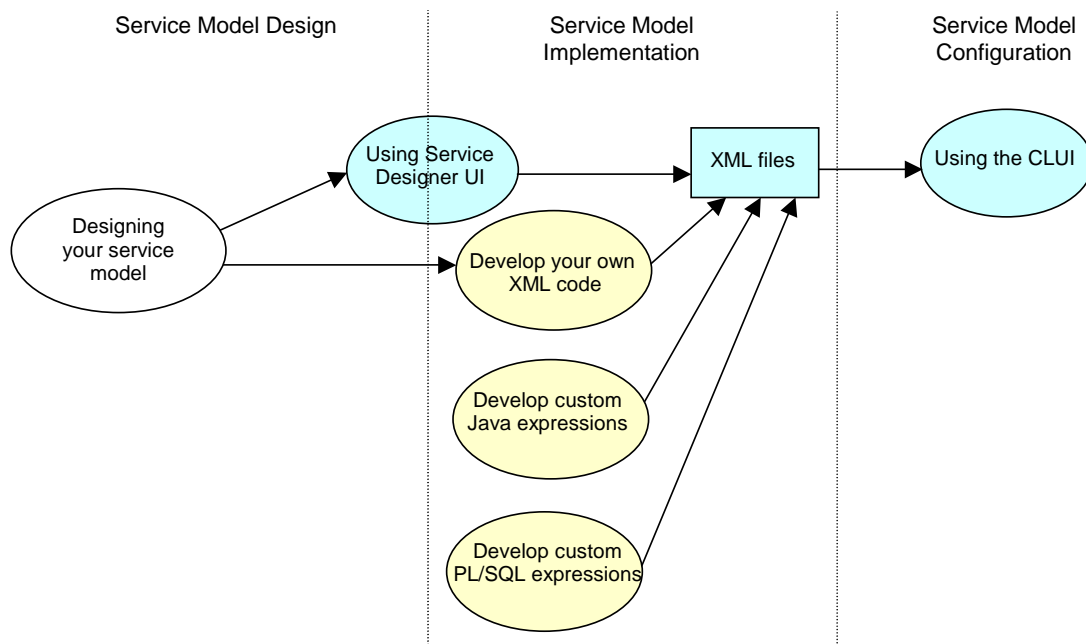 Service Model Design
Service Model
Implementation
Service Model
Configuration
Using Service
Designer UI
XML files
Using the CLUI
Designing
your service
model
Develop your own
XML code
Develop custom
Java expressions
Develop custom
PL/SQL expressions